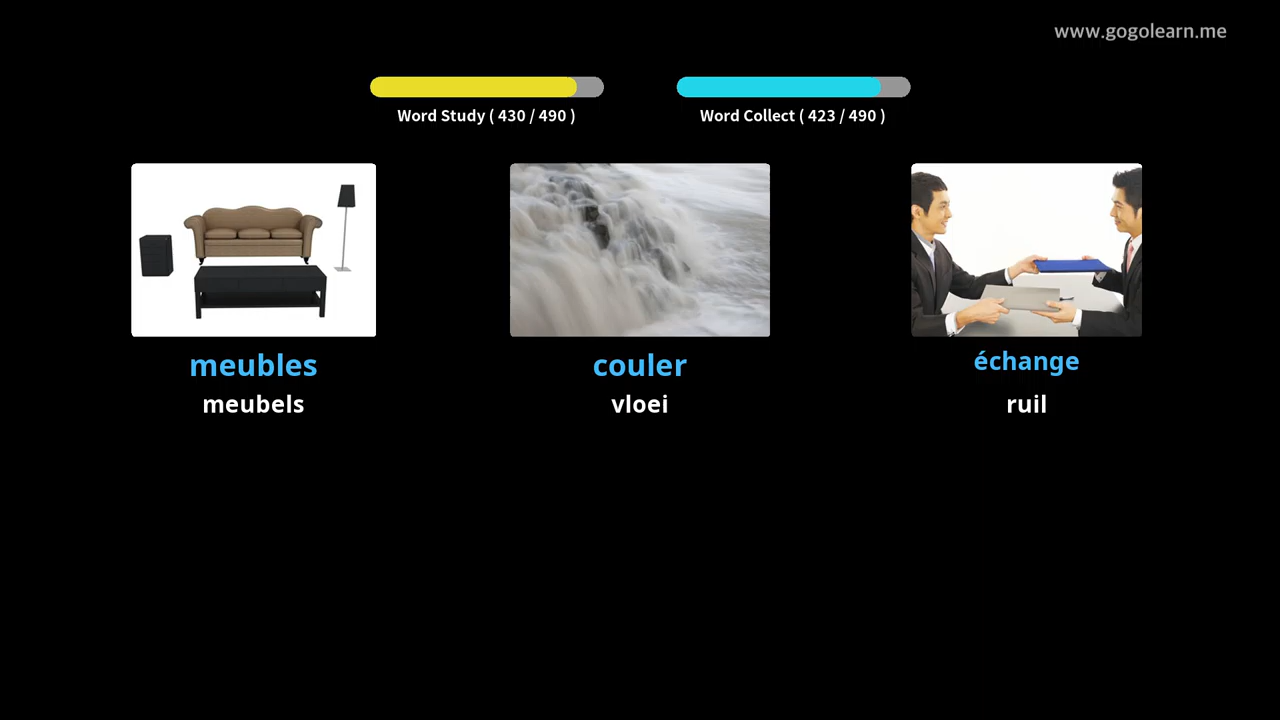 www.gogolearn.me
Word Study ( 430 / 490 )
Word Collect ( 423 / 490 )
meubles
meubels
couler
vloei
échange
ruil